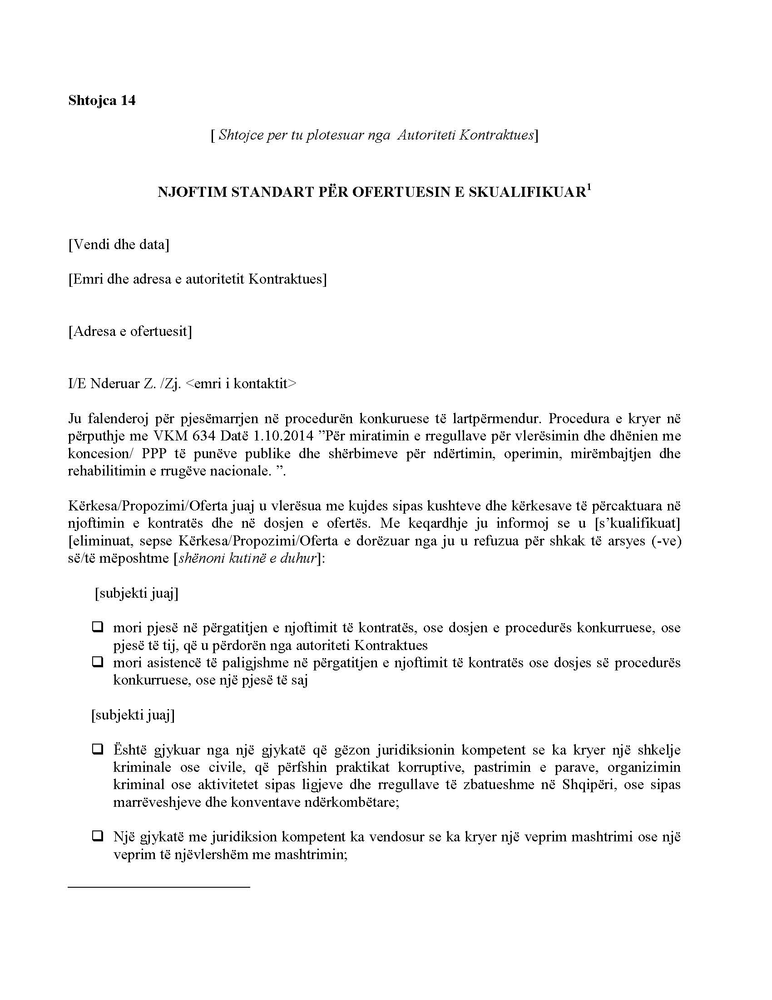 Shtojca 14
[ Shtojce per tu plotesuar nga Autoriteti Kontraktues]
NJOFTIM STANDART PËR OFERTUESIN E SKUALIFIKUAR1
[Vendi dhe data]
[Emri dhe adresa e autoritetit Kontraktues]
[Adresa e ofertuesit]
I/E Nderuar Z. /Zj. <emri i kontaktit>
Ju falenderoj për pjesëmarrjen në procedurën konkuruese të lartpërmendur. Procedura e kryer në
përputhje me VKM 634 Datë 1.10.2014 ”Për miratimin e rregullave për vlerësimin dhe dhënien me
koncesion/ PPP të punëve publike dhe shërbimeve për ndërtimin, operimin, mirëmbajtjen dhe
rehabilitimin e rrugëve nacionale. ”.
Kërkesa/Propozimi/Oferta juaj u vlerësua me kujdes sipas kushteve dhe kërkesave të përcaktuara në
njoftimin e kontratës dhe në dosjen e ofertës. Me keqardhje ju informoj se u [s’kualifikuat]
[eliminuat, sepse Kërkesa/Propozimi/Oferta e dorëzuar nga ju u refuzua për shkak të arsyes (-ve)
së/të mëposhtme [shënoni kutinë e duhur]:
[subjekti juaj]
❑ mori pjesë në përgatitjen e njoftimit të kontratës, ose dosjen e procedurës konkurruese, ose
pjesë të tij, që u përdorën nga autoriteti Kontraktues
❑ mori asistencë të paligjshme në përgatitjen e njoftimit të kontratës ose dosjes së procedurës
konkurruese, ose një pjesë të saj
[subjekti juaj]
❑ Është gjykuar nga një gjykatë që gëzon juridiksionin kompetent se ka kryer një shkelje
kriminale ose civile, që përfshin praktikat korruptive, pastrimin e parave, organizimin
kriminal ose aktivitetet sipas ligjeve dhe rregullave të zbatueshme në Shqipëri, ose sipas
marrëveshjeve dhe konventave ndërkombëtare;
❑ Një gjykatë me juridiksion kompetent ka vendosur se ka kryer një veprim mashtrimi ose një
veprim të njëvlershëm me mashtrimin;